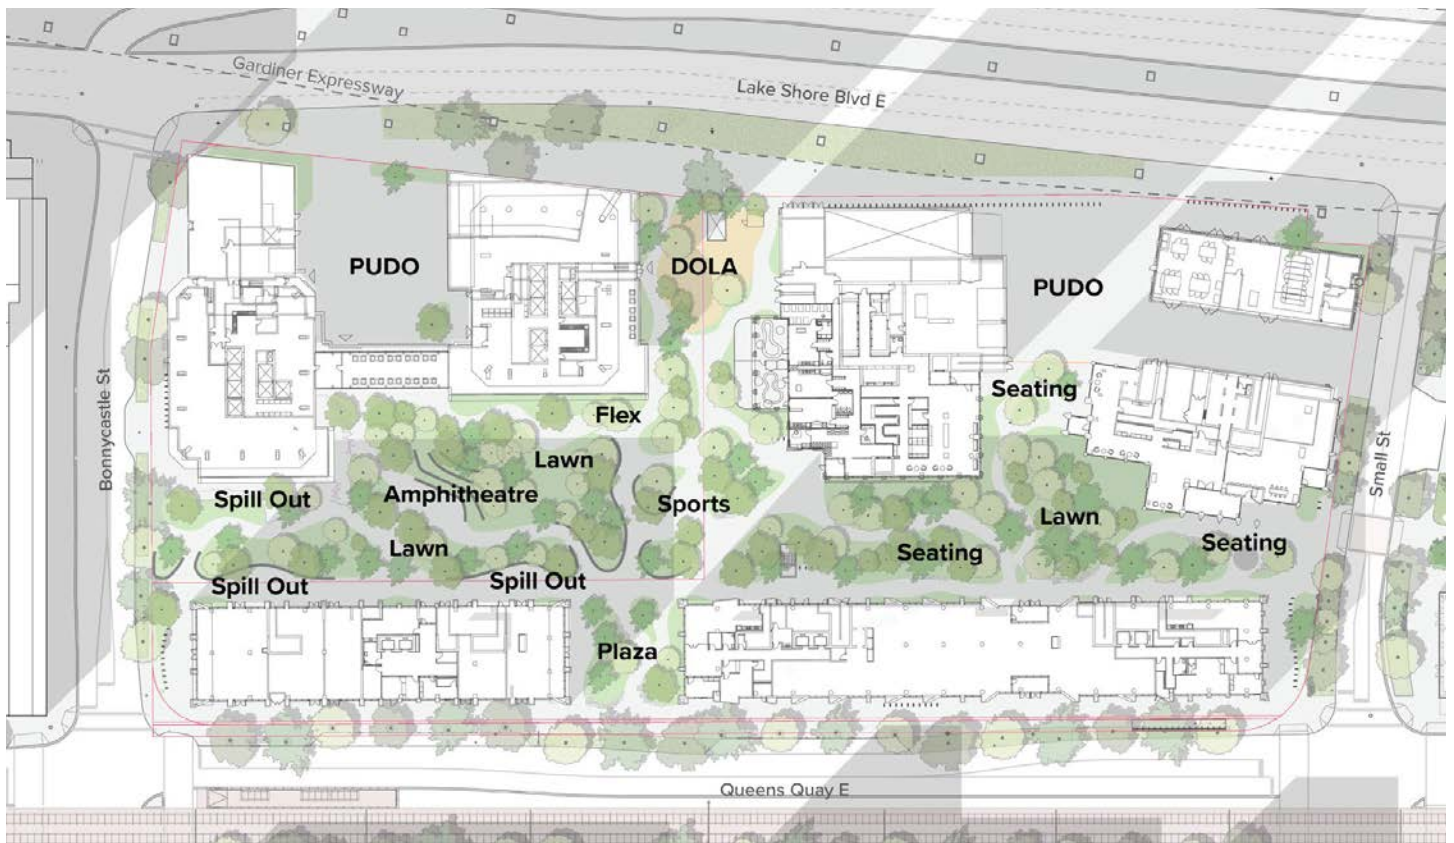 Gardiner Expressway
Lake Shore Blvd E
PUDO
DOLA
PUDO
Bonnycastle St
Small St
Seating
Flex
Lawn
Spill Out
Amphitheatre
Sports
Lawn
Lawn
Seating
Seating
Spill Out
Spill Out
Plaza
Queens Quay E